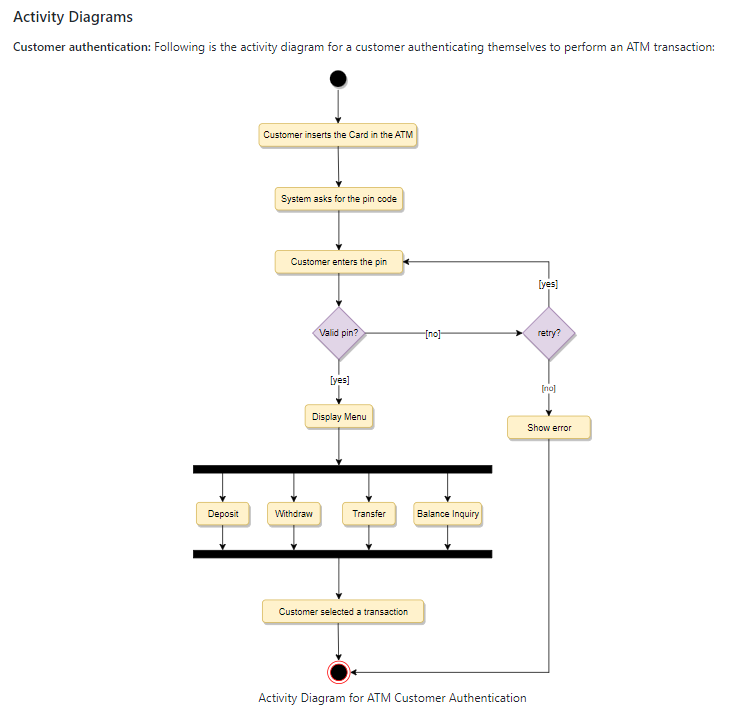 Activity Diagrams
Customer authentication: Following is the activity diagram for a customer authenticating themselves to perform an ATM transaction:
Customer inserts the Card in the ATM
System asks for the pin code
Customer enters the pin
[yes]
Valid pin?
[no]
retry?
[yes]
[no]
Display Menu
Show error
Deposit
Withdraw
Transfer
Balance Inquiry
Customer selected a transaction
Activity Diagram for ATM Customer Authentication